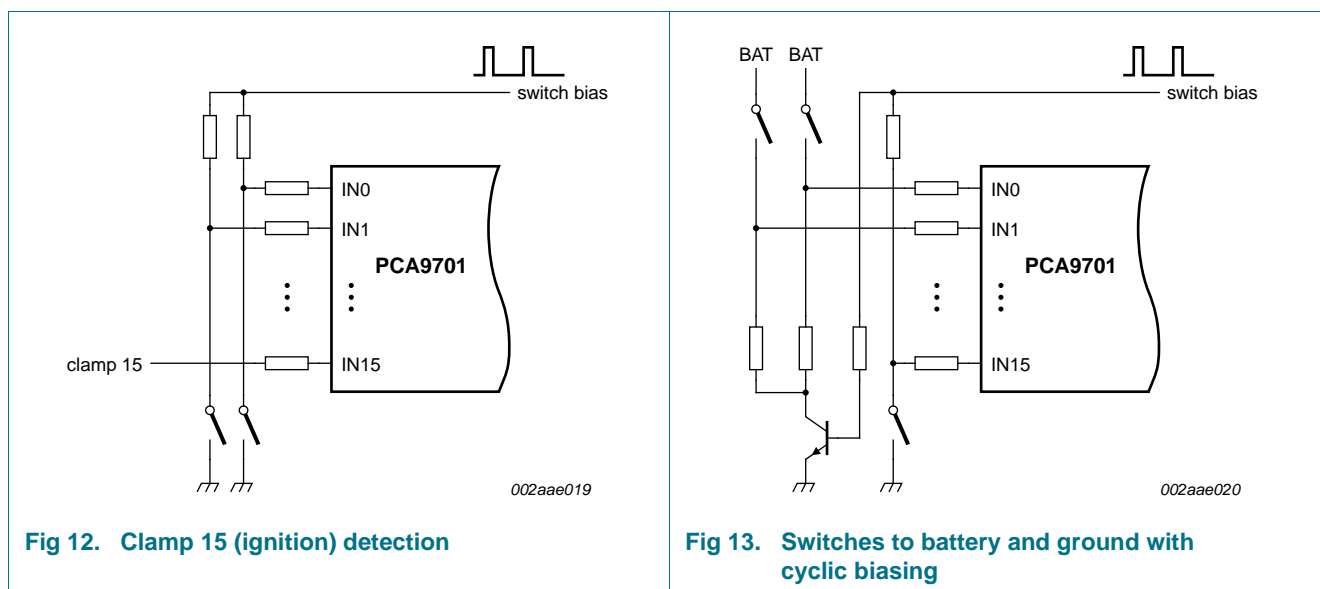 switch bias
IN0
IN1
PCA9701
clamp 15
IN15
002aae019
Fig 12. Clamp 15 (ignition) detection
BAT BAT
switch bias
IN0
IN1
PCA9701
IN15
002aae020
Fig 13. Switches to battery and ground with
cyclic biasing